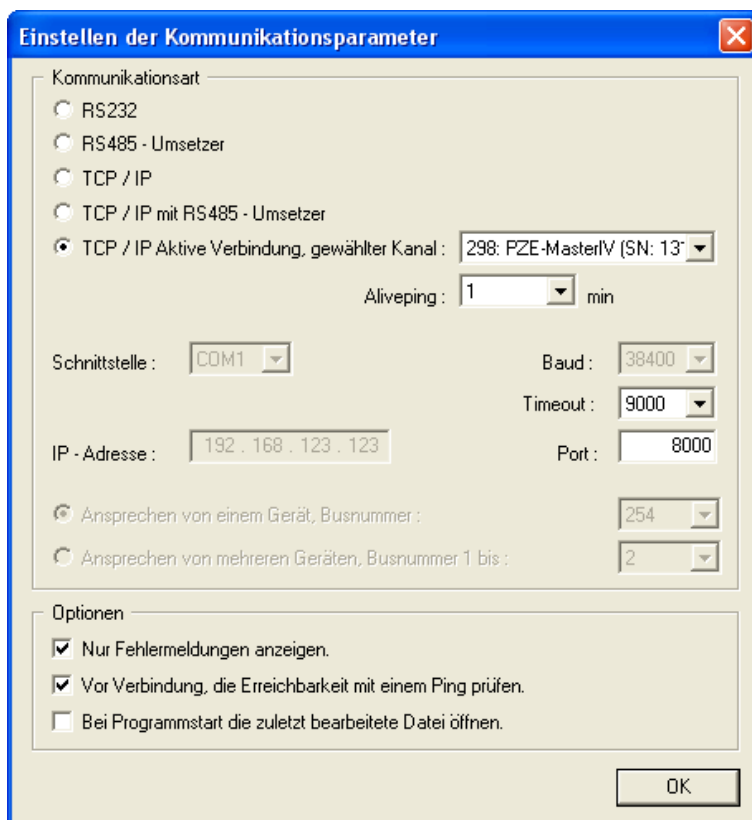 Einstellen der Kommunikationsparameter
Kommunikationsart
RS232
RS485 - Umsetzer
TCP / IP
TCP / IP mit RS485 - Umsetzer
TCP / IP Aktive Verbindung, gewählter Kanal : 298: PZE-MasterIV (SN: 131
Aliveping : 1 min
Schnittstelle : COM1 Baud : 38400
Timeout : 9000
IP - Adresse : 192 . 168 . 123 . 123 Port : 8000
Ansprechen von einem Gerät, Busnummer : 254
Ansprechen von mehreren Geräten, Busnummer 1 bis : 2
Optionen
Nur Fehlermeldungen anzeigen.
Vor Verbindung, die Erreichbarkeit mit einem Ping prüfen.
Bei Programmstart die zuletzt bearbeitete Datei öffnen.
OK